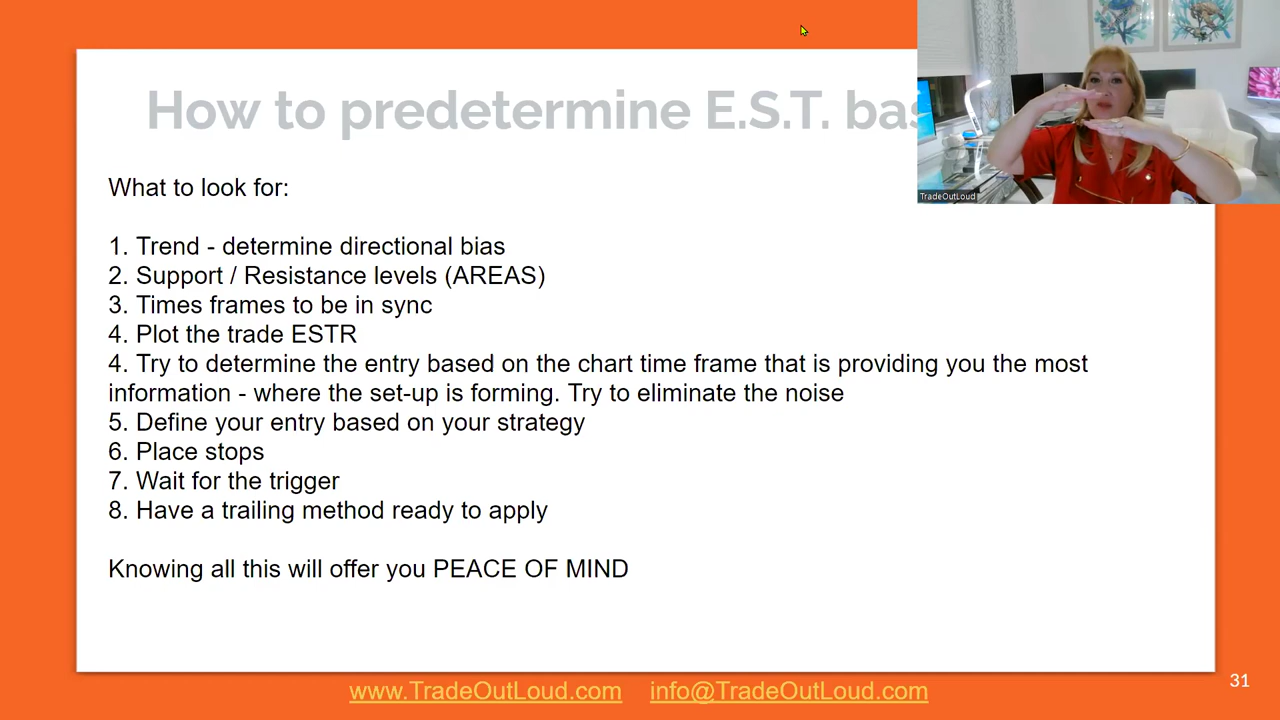 How to predetermine E.S.T. ba
What to look for:
1. Trend - determine directional bias
2. Support / Resistance levels (AREAS)
3. Times frames to be in sync
4. Plot the trade ESTR
4. Try to determine the entry based on the chart time frame that is providing you the most
information - where the set-up is forming. Try to eliminate the noise
5. Define your entry based on your strategy
6. Place stops
7. Wait for the trigger
8. Have a trailing method ready to apply
Knowing all this will offer you PEACE OF MIND
TradeOutLoud
www.TradeOutLoud.com info@TradeOutLoud.com
31